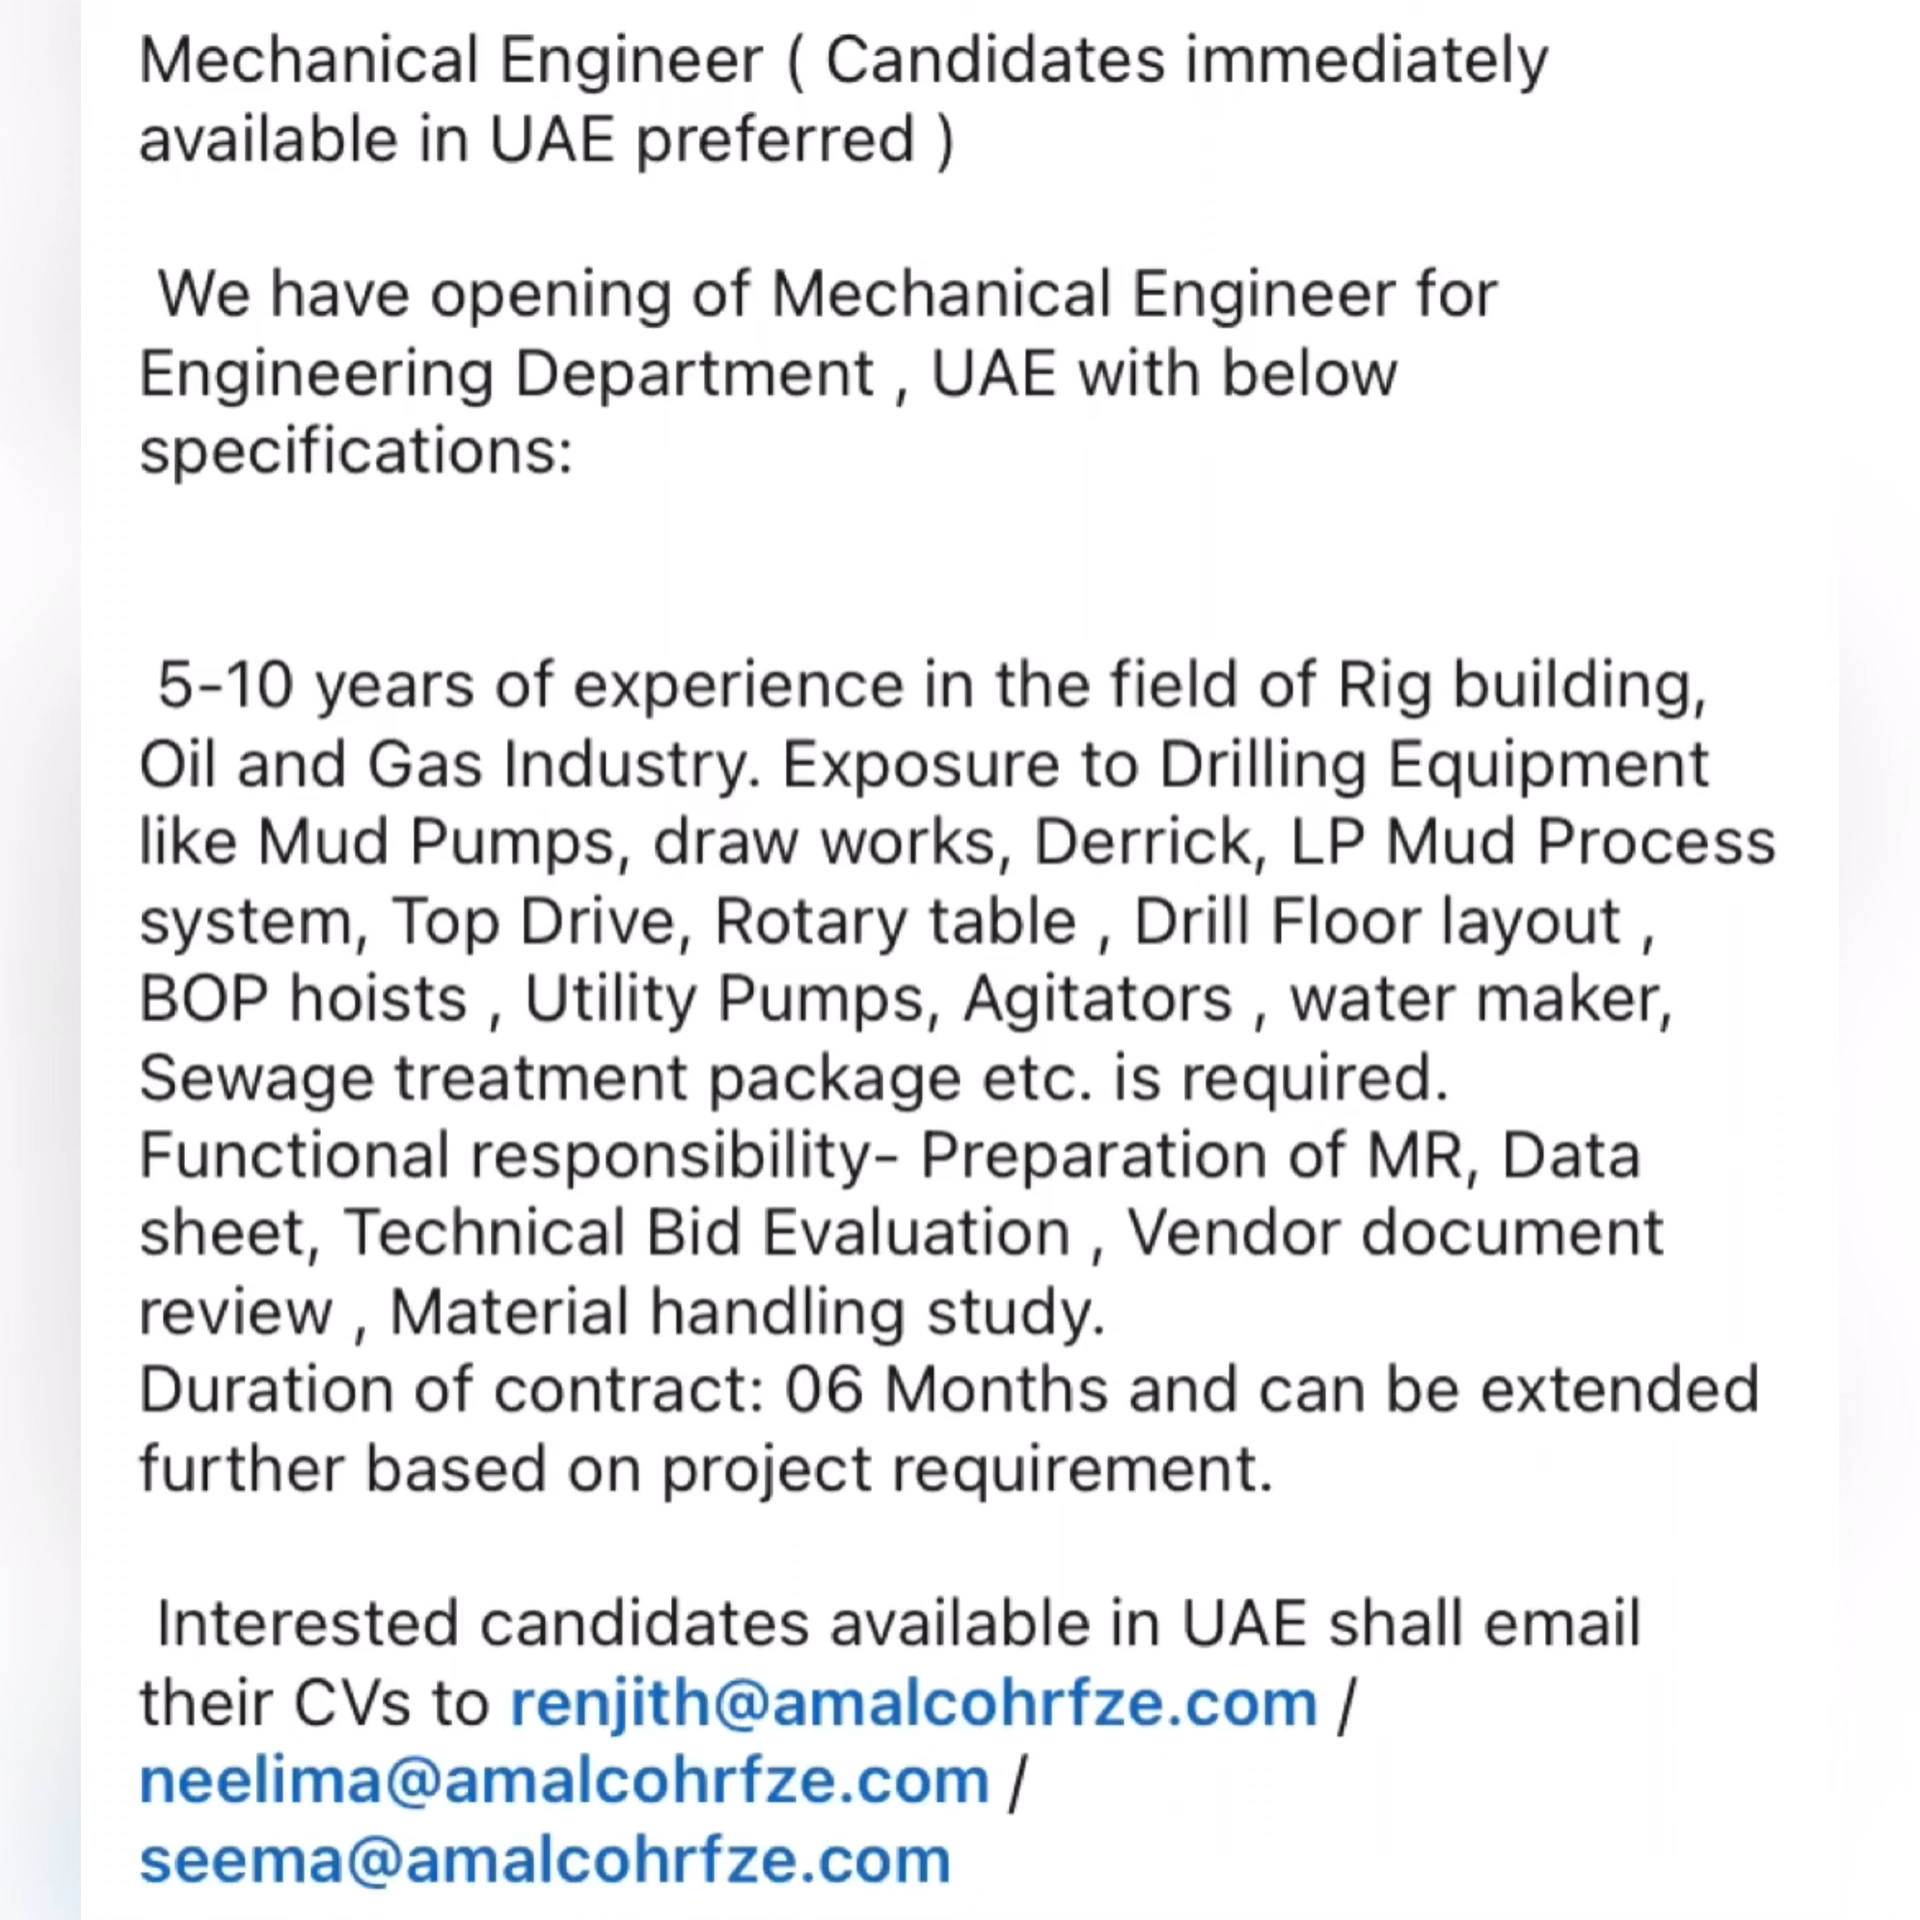 Mechanical Engineer ( Candidates immediately
available in UAE preferred )
We have opening of Mechanical Engineer for
Engineering Department , UAE with below
specifications:
5-10 years of experience in the field of Rig building,
Oil and Gas Industry. Exposure to Drilling Equipment
like Mud Pumps, draw works, Derrick, LP Mud Process
system, Top Drive, Rotary table , Drill Floor layout ,
BOP hoists , Utility Pumps, Agitators , water maker,
Sewage treatment package etc. is required.
Functional responsibility- Preparation of MR, Data
sheet, Technical Bid Evaluation , Vendor document
review , Material handling study.
Duration of contract: 06 Months and can be extended
further based on project requirement.
Interested candidates available in UAE shall email
their CVs to renjith@amalcohrfze.com /
neelima@amalcohrfze.com /
seema@amalcohrfze.com